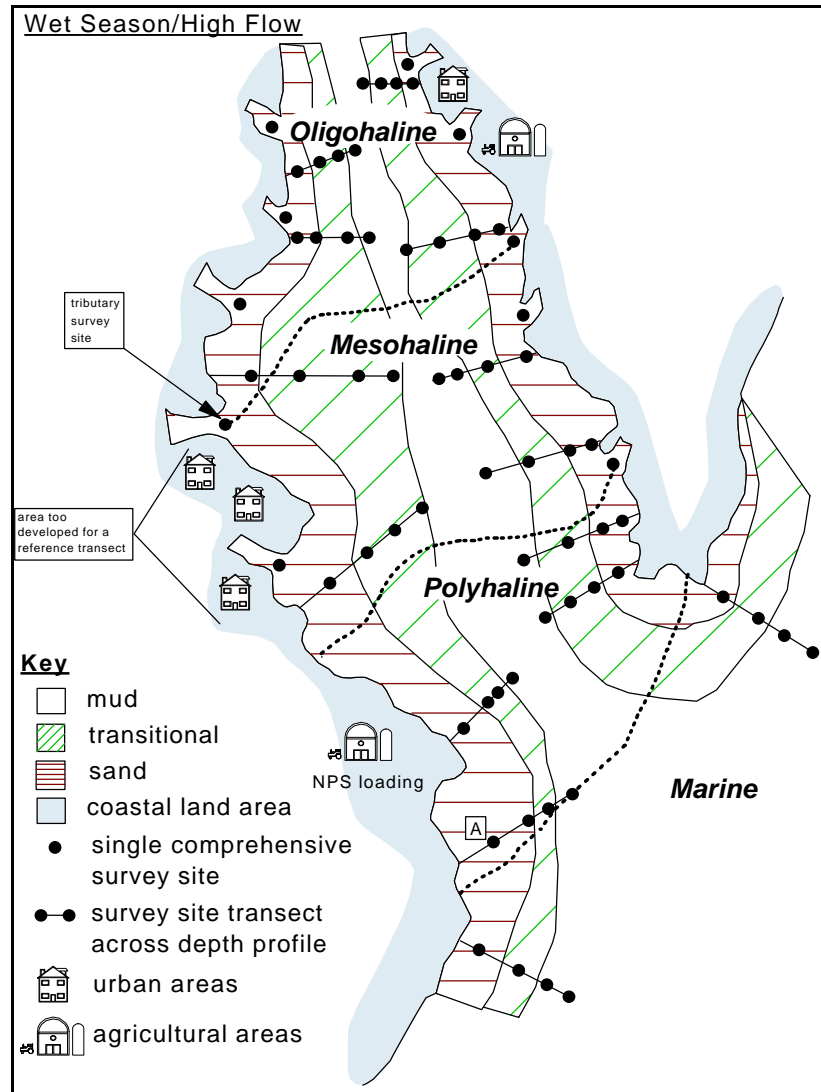 Wet Season/High Flow
Oligohaline
tributary
survey
site
Mesohaline
area too
developed for a
reference transect
Polyhaline
Key
mud
transitional
sand
coastal land area
single comprehensive
survey site
survey site transect
across depth profile
urban areas
agricultural areas
NPS loading
Marine
A